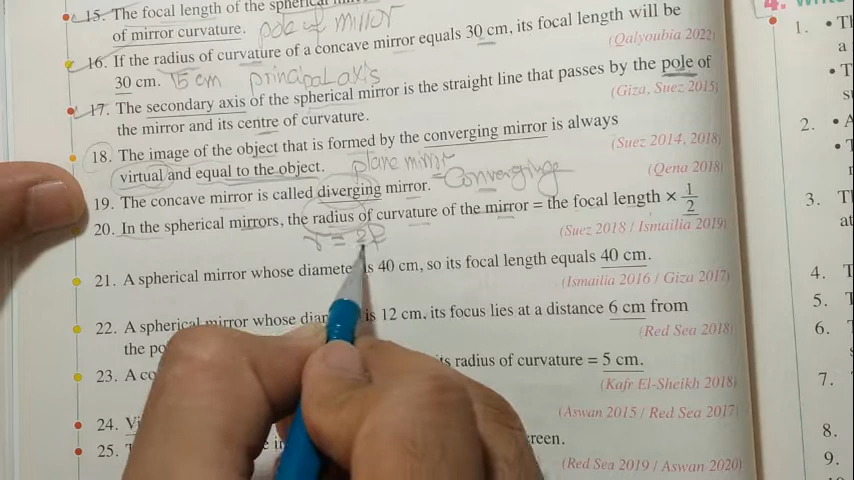 15. The focal length of the spherical
of mirror curvature. pole of mirror
16. If the radius of curvature of a concave mirror equals 30 cm, its focal length will be
30 cm. 15 cm principal axis (Qalyoubia 2022)
17. The secondary axis of the spherical mirror is the straight line that passes by the pole of
the mirror and its centre of curvature. (Giza, Suez 2015)
18. The image of the object that is formed by the converging mirror is always
virtual and equal to the object. plane mirror (Suez 2014, 2018)
19. The concave mirror is called diverging mirror. Converging (Qena 2018)
20. In the spherical mirrors, the radius of curvature of the mirror = the focal length × 1/2
r = 2f (Suez 2018 / Ismailia 2019)
21. A spherical mirror whose diameter is 40 cm, so its focal length equals 40 cm.
(Ismailia 2016 / Giza 2017)
22. A spherical mirror whose is 12 cm, its focus lies at a distance 6 cm from
the (Red Sea 2018)
23. A its radius of curvature = 5 cm.
(Kafr El-Sheikh 2018)
24. (Aswan 2015 / Red Sea 2017)
25.
(Red Sea 2019 / Aswan 2020)
4.
1.
a
2.
3.
4.
5.
6.
7.
8.
9.